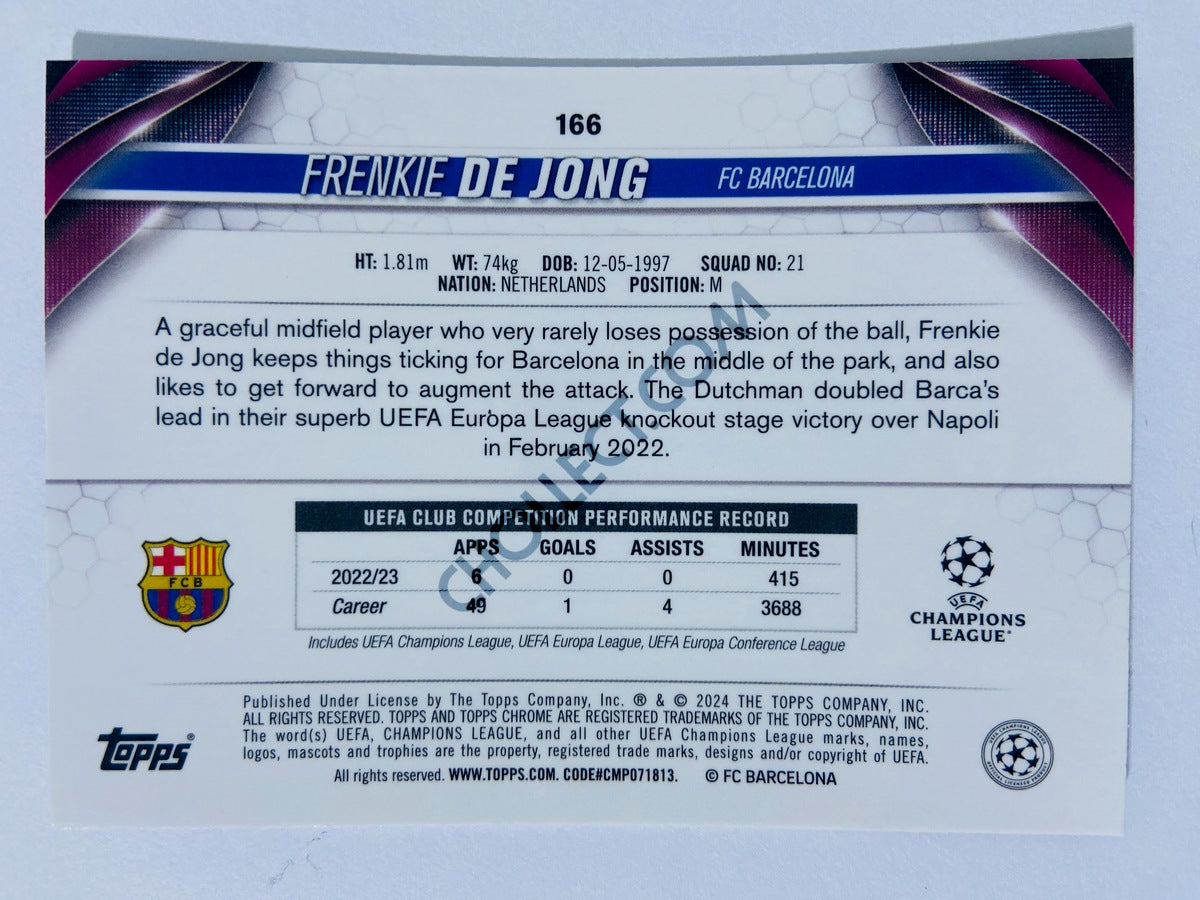 166
FRENKIE DE JONG FC BARCELONA
HT: 1.81m WT: 74kg DOB: 12-05-1997 SQUAD NO: 21
NATION: NETHERLANDS POSITION: M
A graceful midfield player who very rarely loses possession of the ball, Frenkie
de Jong keeps things ticking for Barcelona in the middle of the park, and also
likes to get forward to augment the attack. The Dutchman doubled Barca's
lead in their superb UEFA Europa League knockout stage victory over Napoli
in February 2022.
CHOLLECT.COM
UEFA CLUB COMPETITION PERFORMANCE RECORD
APPS GOALS ASSISTS MINUTES
2022/23 6 0 0 415
Career 49 1 4 3688
Includes UEFA Champions League, UEFA Europa League, UEFA Europa Conference League
FCB
UEFA
CHAMPIONS
LEAGUE®
Published Under License by The Topps Company, Inc. ® & © 2024 THE TOPPS COMPANY, INC.
ALL RIGHTS RESERVED. TOPPS AND TOPPS CHROME ARE REGISTERED TRADEMARKS OF THE TOPPS COMPANY, INC.
The word(s) UEFA, CHAMPIONS LEAGUE, and all other UEFA Champions League marks, names,
logos, mascots and trophies are the property, registered trade marks, designs and/or copyright of UEFA.
All rights reserved. WWW.TOPPS.COM. CODE#CMP071813. © FC BARCELONA
Topps®
UEFA CHAMPIONS LEAGUE
OFFICIAL LICENSED PRODUCT